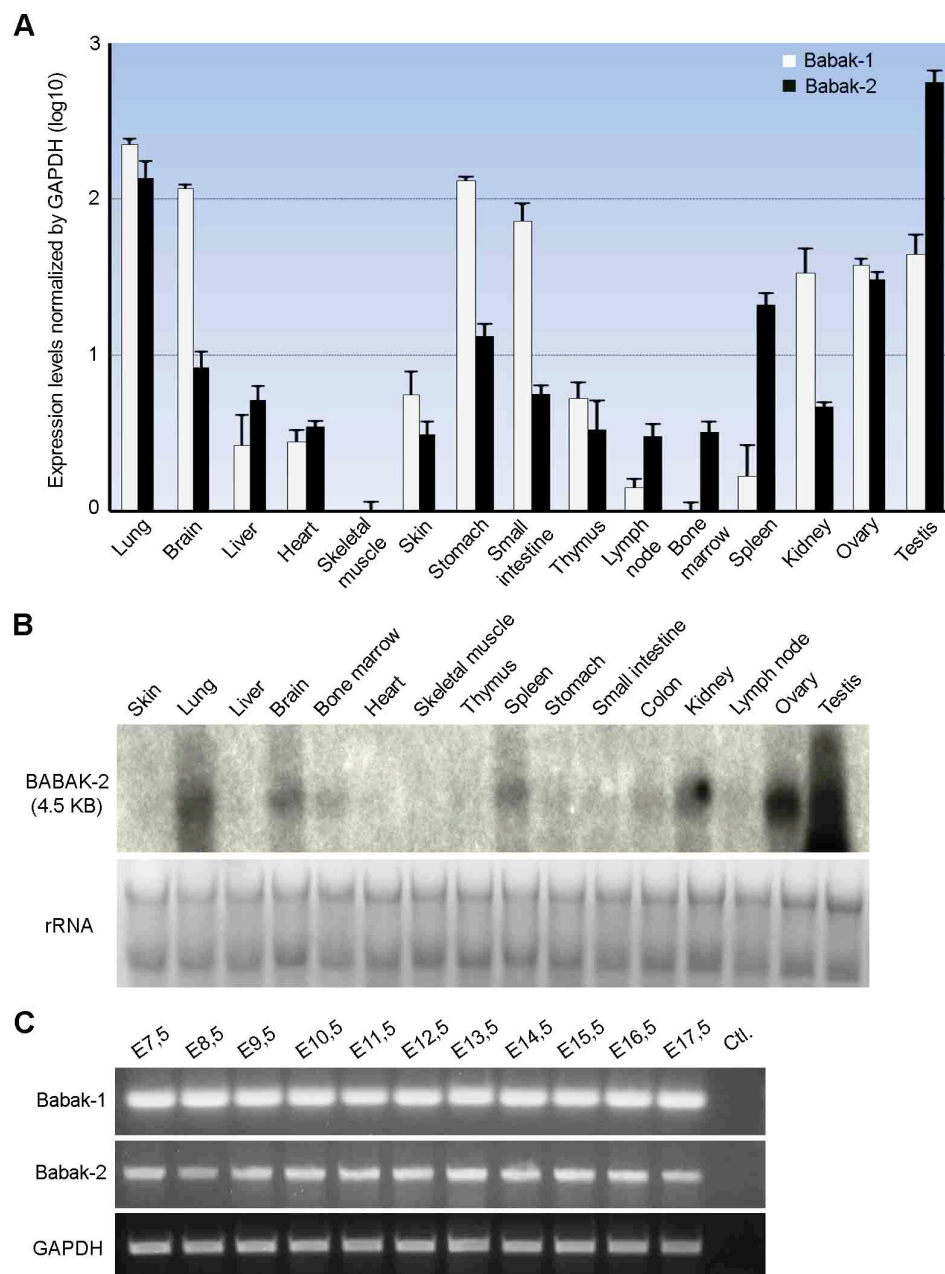 A
Expression levels normalized by GAPDH (log10)
3
2
1
0
Babak-1
Babak-2
Lung
Brain
Liver
Heart
Skeletal
muscle
Skin
Stomach
Small
intestine
Thymus
Lymph
node
Bone
marrow
Spleen
Kidney
Ovary
Testis
B
Skin
Lung
Liver
Brain
Bone marrow
Heart
Skeletal muscle
Thymus
Spleen
Stomach
Small intestine
Colon
Kidney
Lymph node
Ovary
Testis
BABAK-2
(4.5 KB)
rRNA
C
E7,5
E8,5
E9,5
E10,5
E11,5
E12,5
E13,5
E14,5
E15,5
E16,5
E17,5
Ctl.
Babak-1
Babak-2
GAPDH